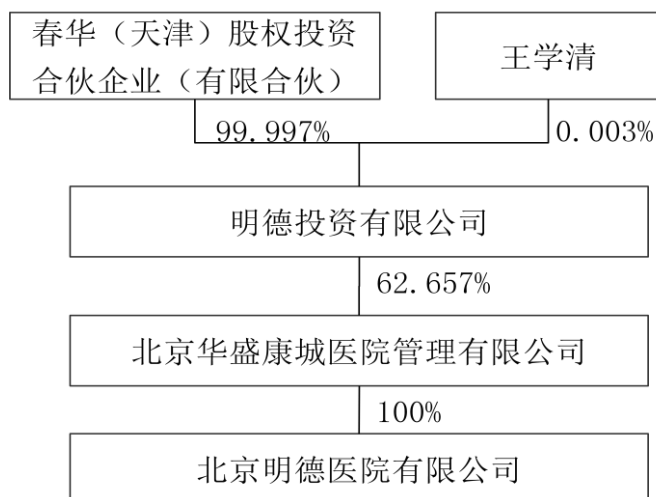 春华（天津）股权投资
合伙企业（有限合伙）
王学清
99.997%
0.003%
明德投资有限公司
62.657%
北京华盛康城医院管理有限公司
100%
北京明德医院有限公司